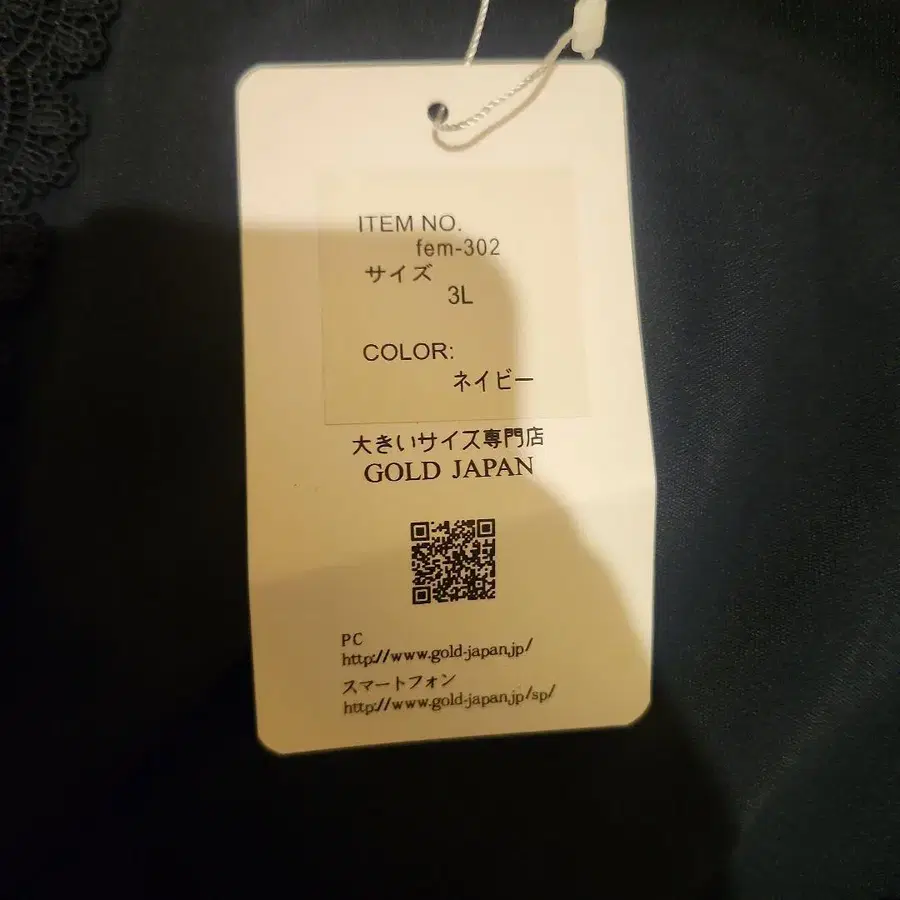 ITEM NO.
fem-302
サイズ
3L
COLOR:
ネイビー
大きいサイズ専門店
GOLD JAPAN
PC
http://www.gold-japan.jp/
スマートフォン
http://www.gold-japan.jp/sp/